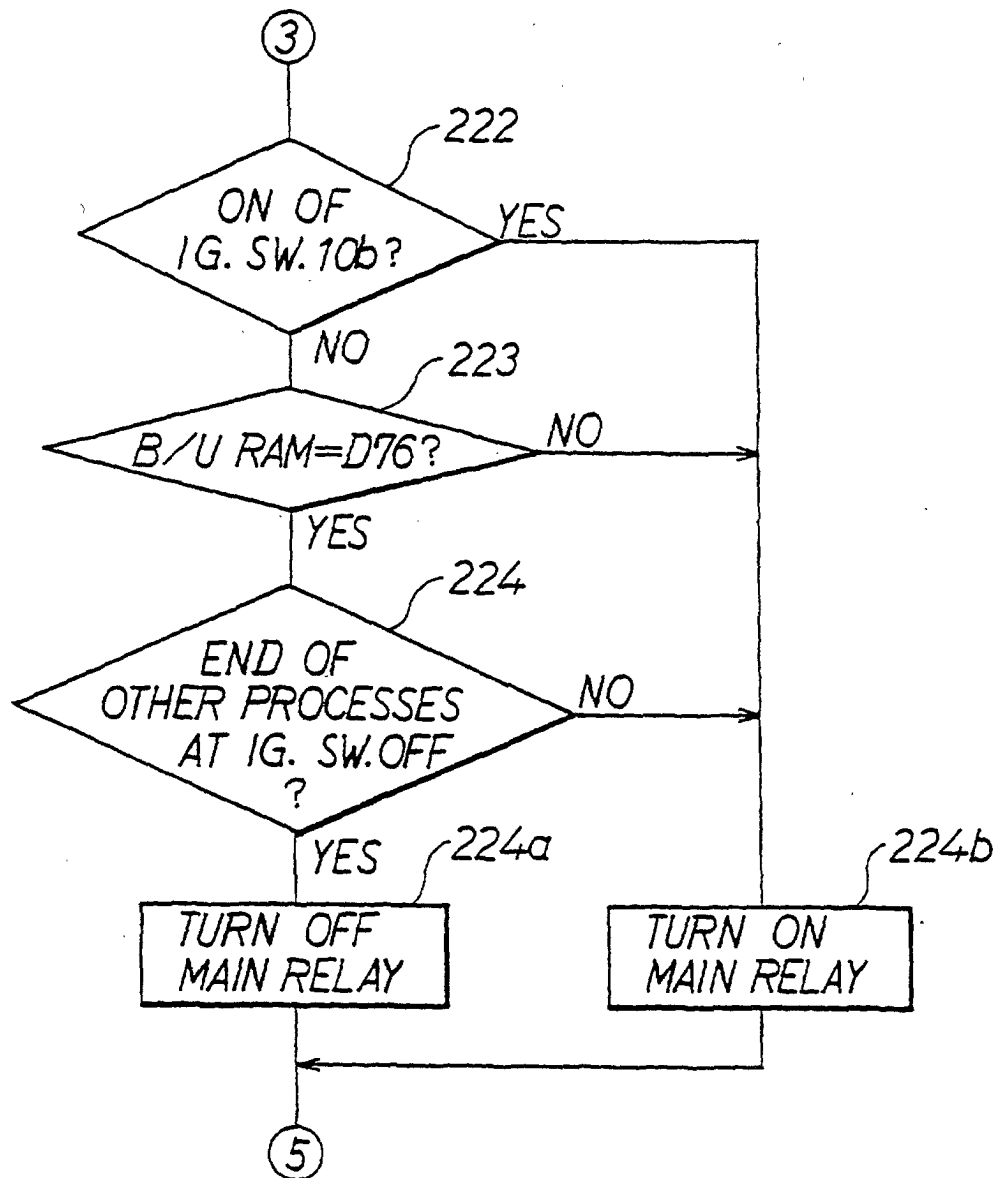 3
222
ON OF
IG. SW. 10b?
YES
NO
223
B/U RAM=D76?
NO
YES
224
END OF
OTHER PROCESSES
AT IG. SW. OFF
?
NO
YES
224a
TURN OFF
MAIN RELAY
224b
TURN ON
MAIN RELAY
5